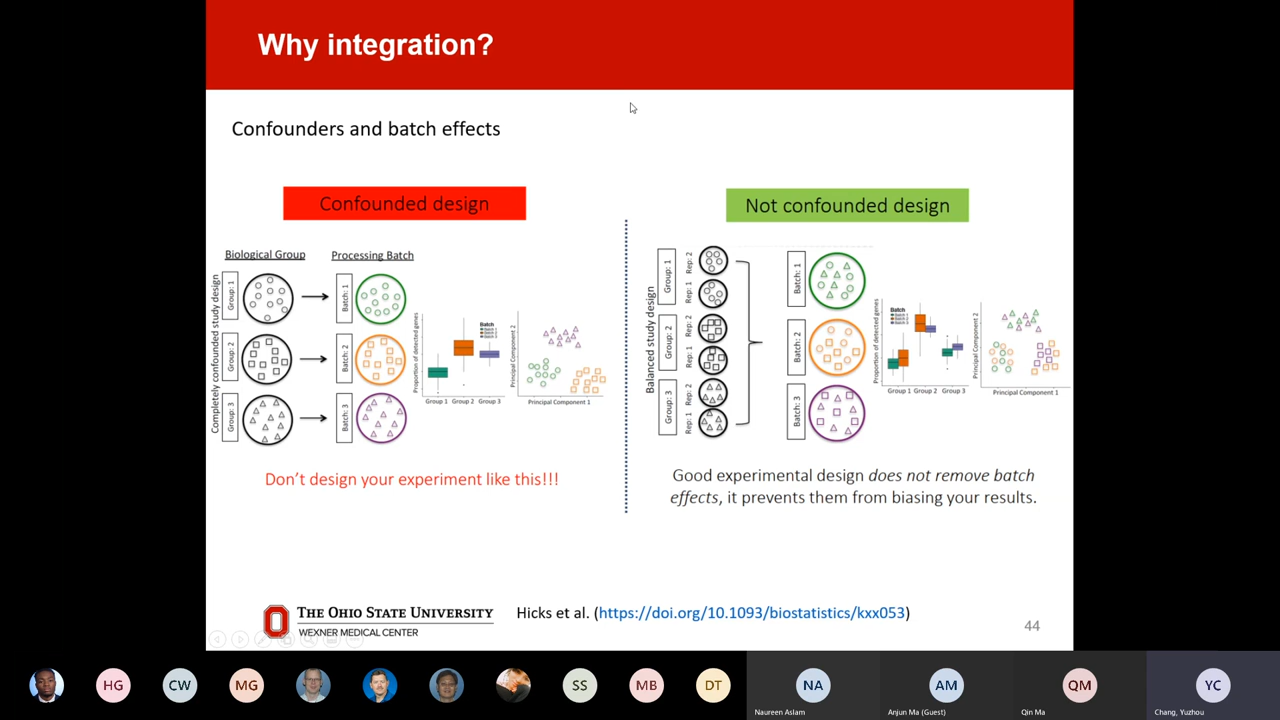 Why integration?
Confounders and batch effects
Confounded design
Biological Group
Processing Batch
Completely confounded study design
Group: 1
Batch: 1
Group: 2
Batch: 2
Group: 3
Batch: 3
Proportion of detected genes
Batch
Group 1 Group 2 Group 3
Principal Component 2
Principal Component 1
Don't design your experiment like this!!!
Not confounded design
Balanced study design
Group: 1
Rep: 2
Rep: 1
Group: 2
Rep: 2
Rep: 1
Group: 3
Rep: 2
Rep: 1
Batch: 1
Batch: 2
Batch: 3
Proportion of detected genes
Batch
Group 1 Group 2 Group 3
Principal Component 2
Principal Component 1
Good experimental design does not remove batch
effects, it prevents them from biasing your results.
THE OHIO STATE UNIVERSITY
WEXNER MEDICAL CENTER
Hicks et al. (https://doi.org/10.1093/biostatistics/kxx053)
44
HG CW MG SS MB DT NA AM QM YC
Naureen Aslam Anjun Ma (Guest) Qin Ma Chang, Yuzhou